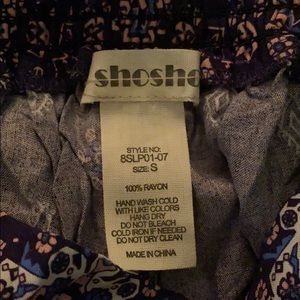 shosho
STYLE NO:
8SLP01-07
SIZE: S
100% RAYON
HAND WASH COLD
WITH LIKE COLORS
HANG DRY
DO NOT BLEACH
COLD IRON IF NEEDED
DO NOT DRY CLEAN
MADE IN CHINA